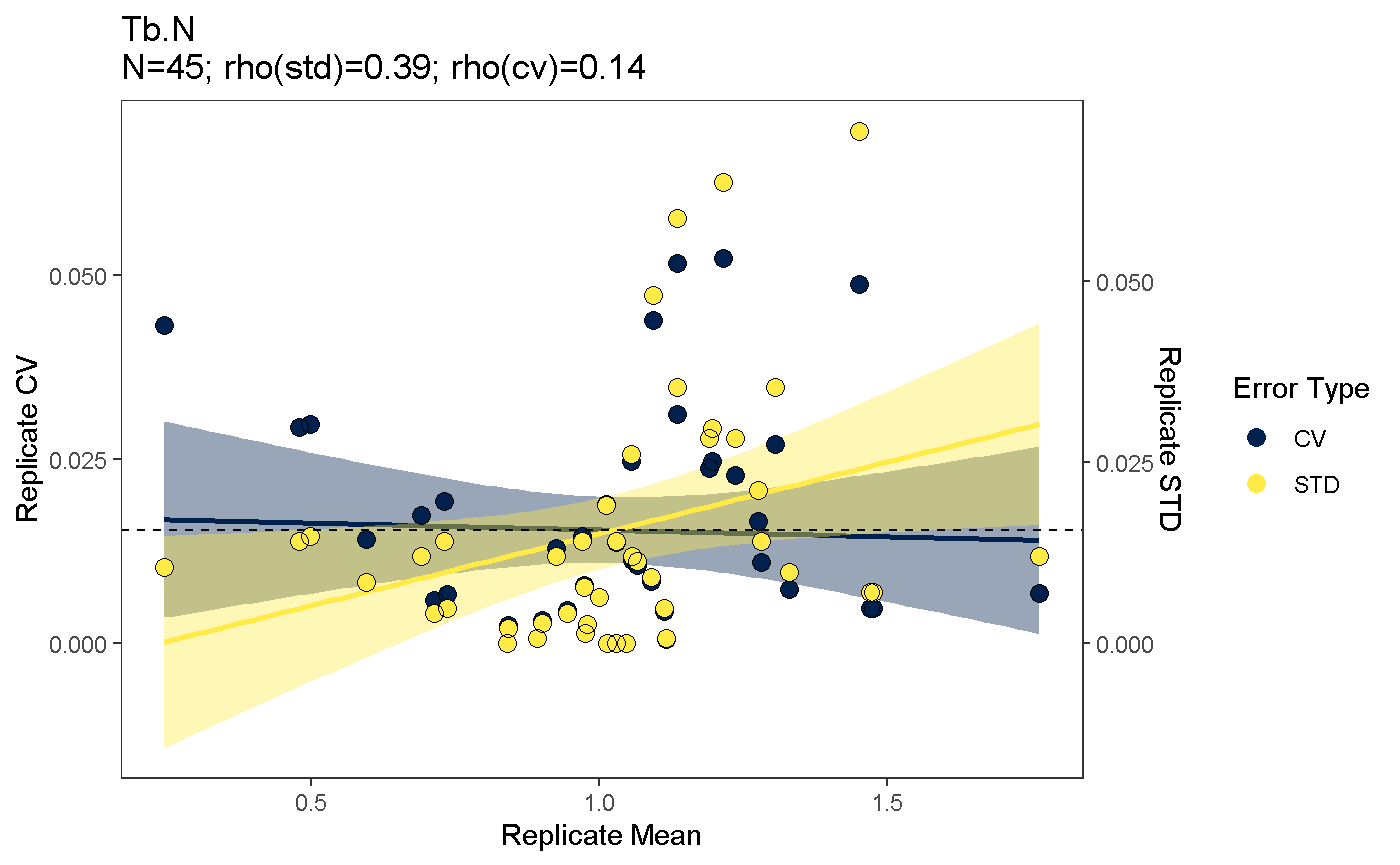 Tb.N
N=45; rho(std)=0.39; rho(cv)=0.14
Replicate CV
0.050
0.025
0.000
0.050
0.025
0.000
Replicate STD
0.5
1.0
1.5
Replicate Mean
Error Type
CV
STD